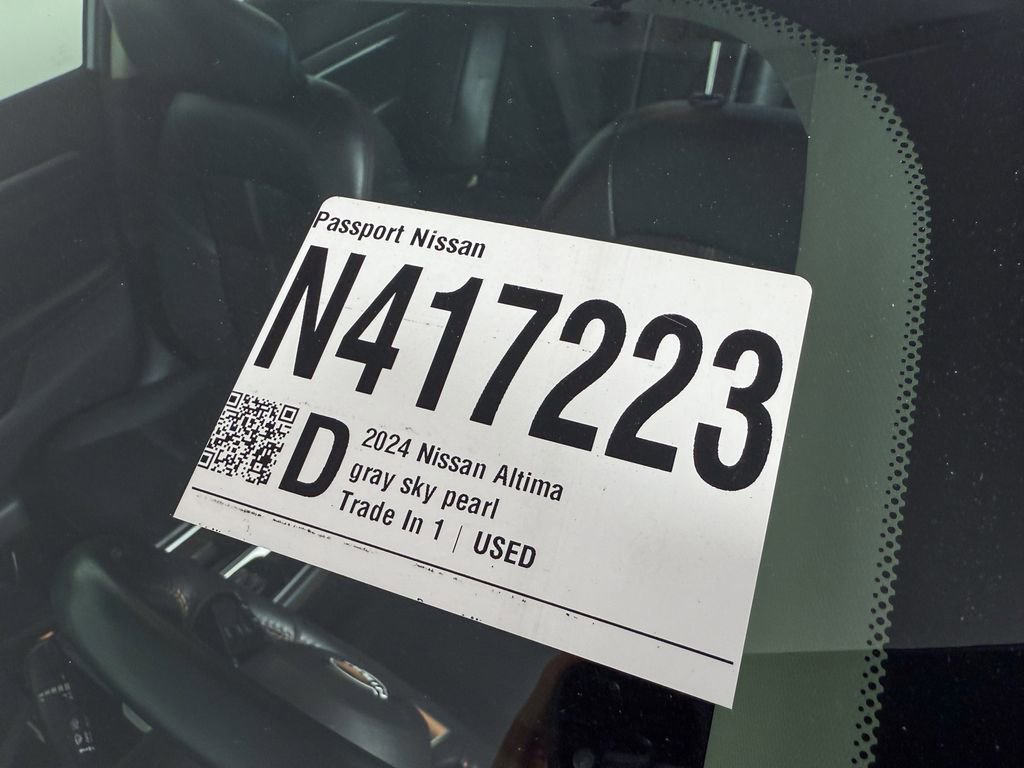 Passport Nissan
N417223
D
2024 Nissan Altima
gray sky pearl
Trade In 1 | USED